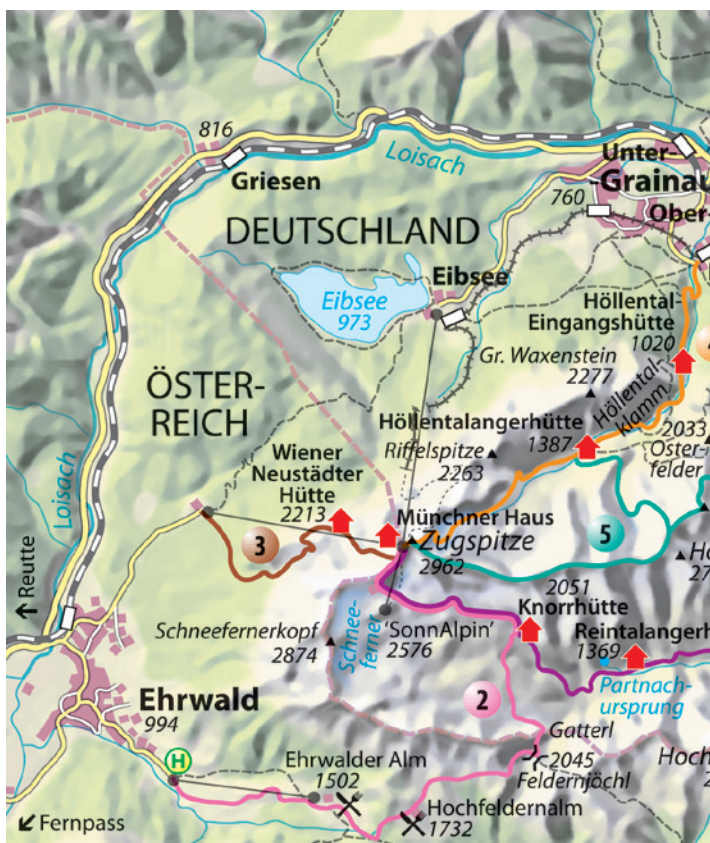 816
Loisach
Griesen
Unter-
-Grainau
760
Ober-
DEUTSCHLAND
Eibsee
Eibsee
973
Höllental-
Eingangshütte
1020
Gr. Waxenstein
2277
Höllental-
klamm
ÖSTER-
REICH
Höllentalangerhütte
1387
Riffelspitze
2263
2033
Oster-
felder
Wiener
Neustädter
Hütte
2213
Münchner Haus
Zugspitze
2962
3
5
Loisach
Reutte
2051
Knorrhütte
Schnee-
ferner
'SonnAlpin'
2576
Schneefernerkopf
2874
Reintalangerh
1369
Partnach-
ursprung
2
Ehrwald
994
Gatterl
2045
Feldernjöchl
Hoch
H
Ehrwalder Alm
1502
Hochfeldernalm
1732
Fernpass